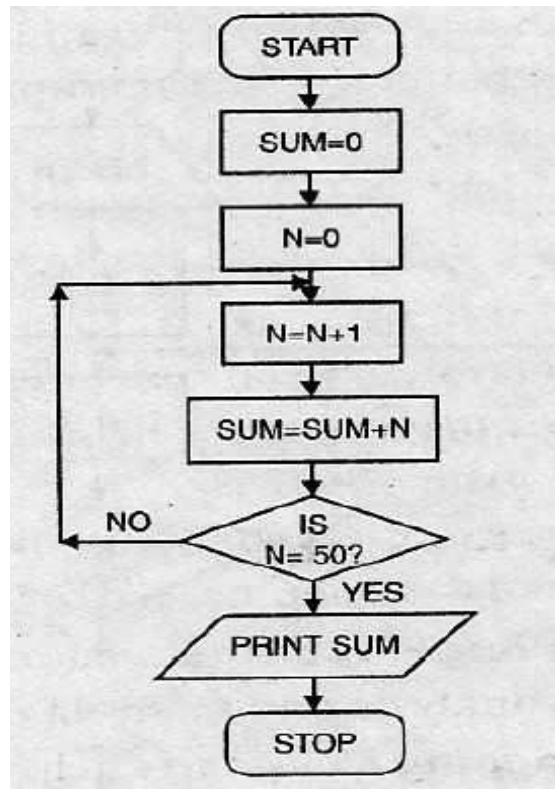 START
SUM=0
N=0
N=N+1
SUM=SUM+N
IS
N= 50?
NO
YES
PRINT SUM
STOP